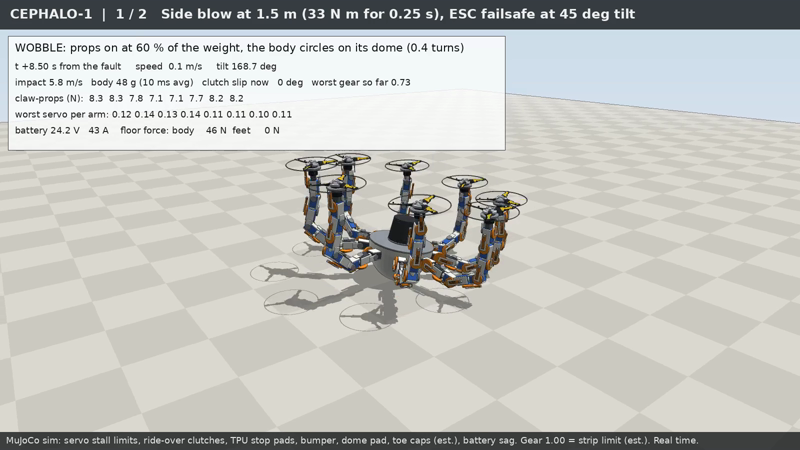 CEPHALO-1 | 1 / 2 Side blow at 1.5 m (33 N m for 0.25 s), ESC failsafe at 45 deg tilt
WOBBLE: props on at 60 % of the weight, the body circles on its dome (0.4 turns)
t +8.50 s from the fault speed 0.1 m/s tilt 168.7 deg
impact 5.8 m/s body 48 g (10 ms avg) clutch slip now 0 deg worst gear so far 0.73
claw-props (N): 8.3 8.3 7.8 7.1 7.1 7.7 8.2 8.2
worst servo per arm: 0.12 0.14 0.13 0.14 0.11 0.11 0.10 0.11
battery 24.2 V 43 A floor force: body 46 N feet 0 N
MuJoCo sim: servo stall limits, ride-over clutches, TPU stop pads, bumper, dome pad, toe caps (est.), battery sag. Gear 1.00 = strip limit (est.). Real time.